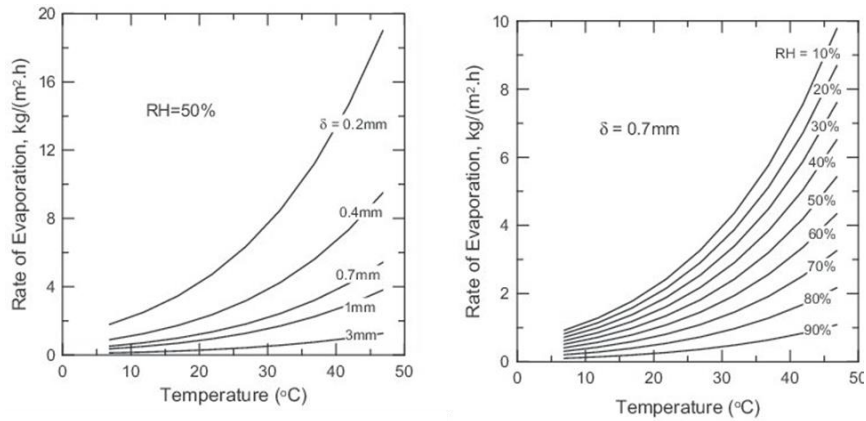 20
16
12
8
4
0
0
10
20
30
40
50
Rate of Evaporation, kg/(m².h)
Temperature (°C)
RH=50%
δ = 0.2mm
0.4mm
0.7mm
1mm
3mm
10
8
6
4
2
0
0
10
20
30
40
50
Rate of Evaporation, kg/(m².h)
Temperature (°C)
δ = 0.7mm
RH = 10%
20%
30%
40%
50%
60%
70%
80%
90%